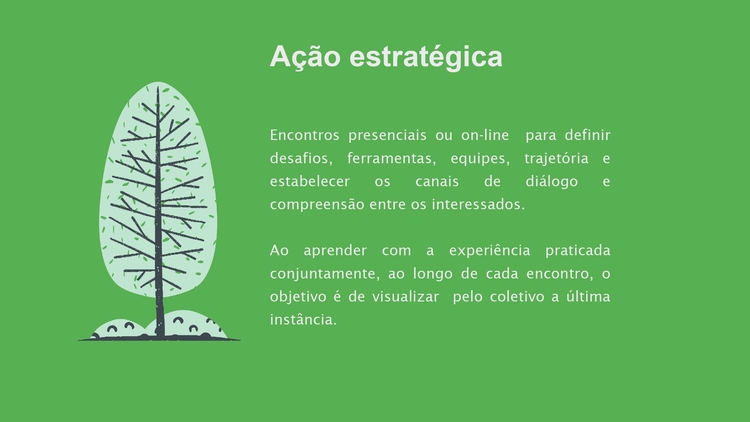 Ação estratégica
Encontros presenciais ou on-line para definir
desafios, ferramentas, equipes, trajetória e
estabelecer os canais de diálogo e
compreensão entre os interessados.
Ao aprender com a experiência praticada
conjuntamente, ao longo de cada encontro, o
objetivo é de visualizar pelo coletivo a última
instância.